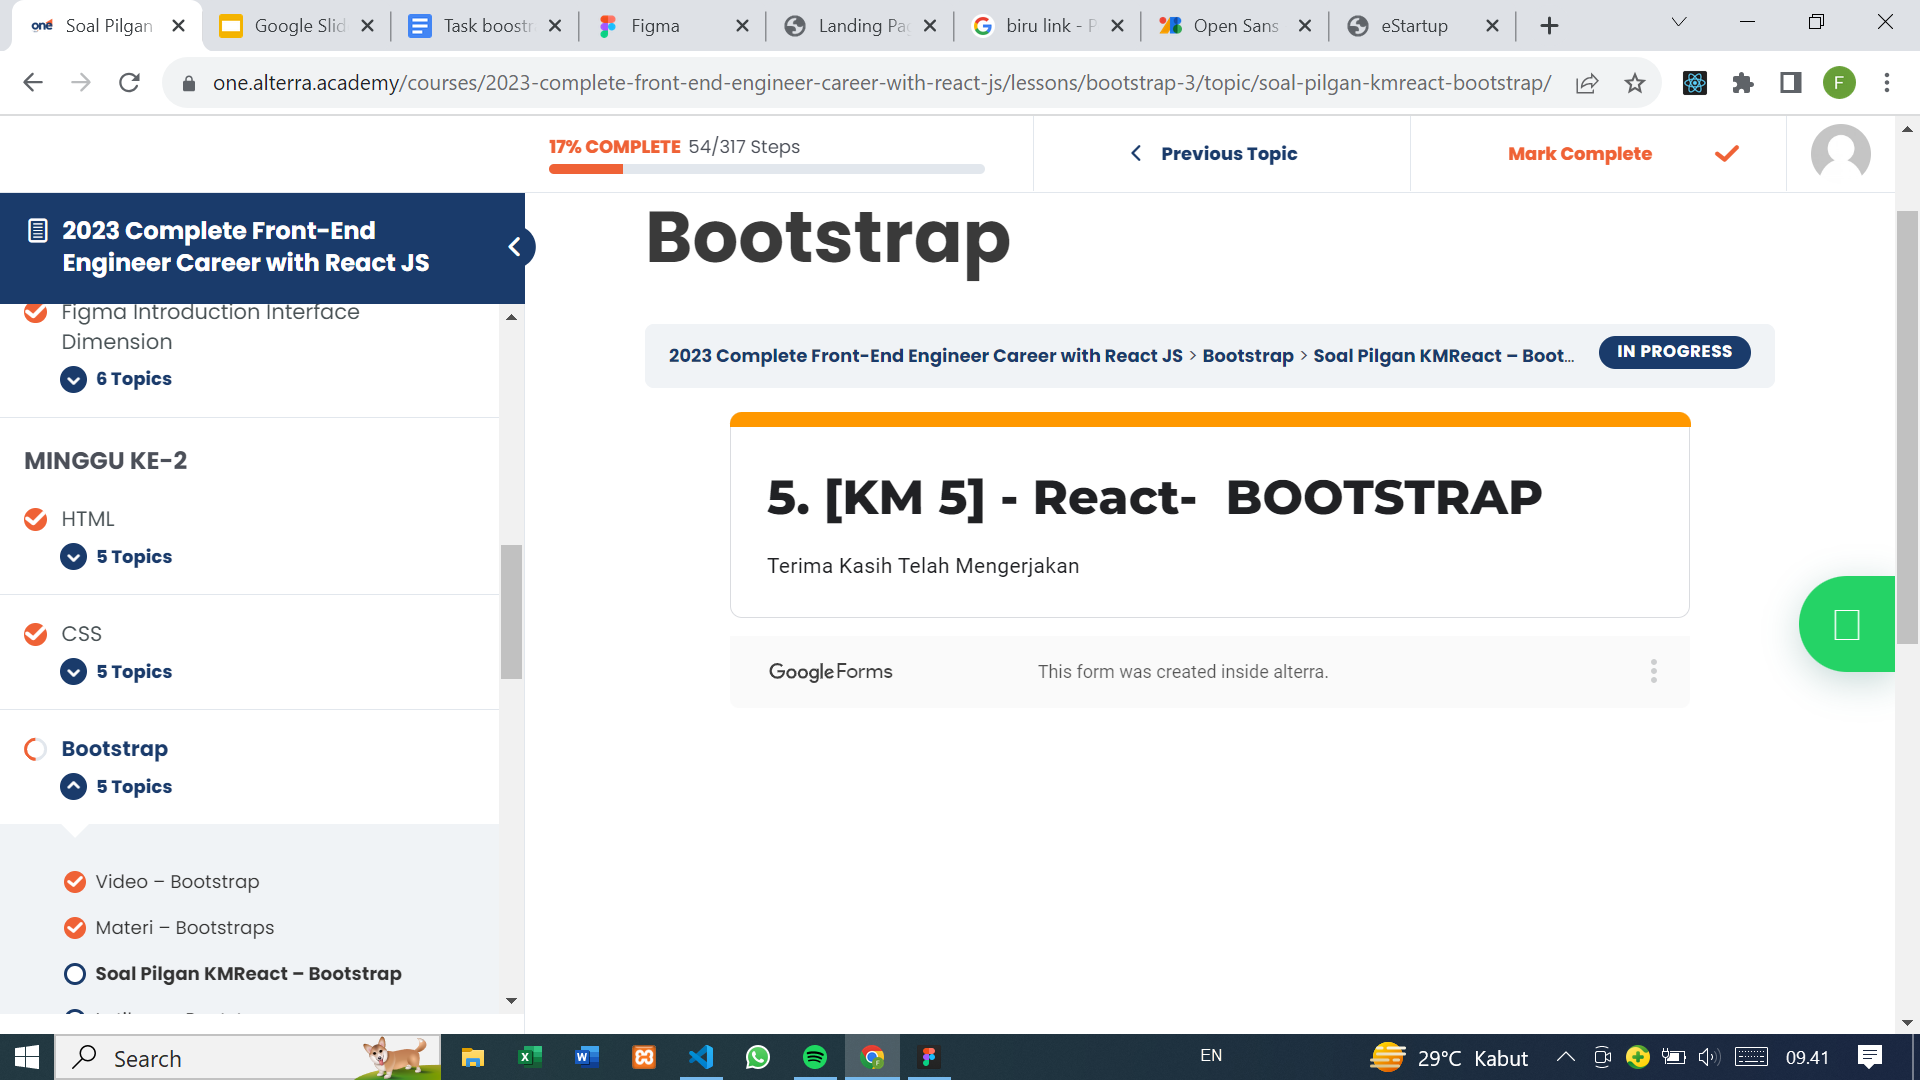 one
Soal Pilgan
Google Slid
Task boostr
Figma
Landing Pag
biru link - P
Open Sans
eStartup
one.alterra.academy/courses/2023-complete-front-end-engineer-career-with-react-js/lessons/bootstrap-3/topic/soal-pilgan-kmreact-bootstrap/
F
17% COMPLETE 54/317 Steps
Previous Topic
Mark Complete
2023 Complete Front-End
Engineer Career with React JS
Figma Introduction Interface
Dimension
6 Topics
MINGGU KE-2
HTML
5 Topics
CSS
5 Topics
Bootstrap
5 Topics
Video – Bootstrap
Materi – Bootstraps
Soal Pilgan KMReact – Bootstrap
Bootstrap
2023 Complete Front-End Engineer Career with React JS > Bootstrap > Soal Pilgan KMReact – Boot...
IN PROGRESS
5. [KM 5] - React- BOOTSTRAP
Terima Kasih Telah Mengerjakan
Google Forms
This form was created inside alterra.
Search
EN
29°C Kabut
09.41